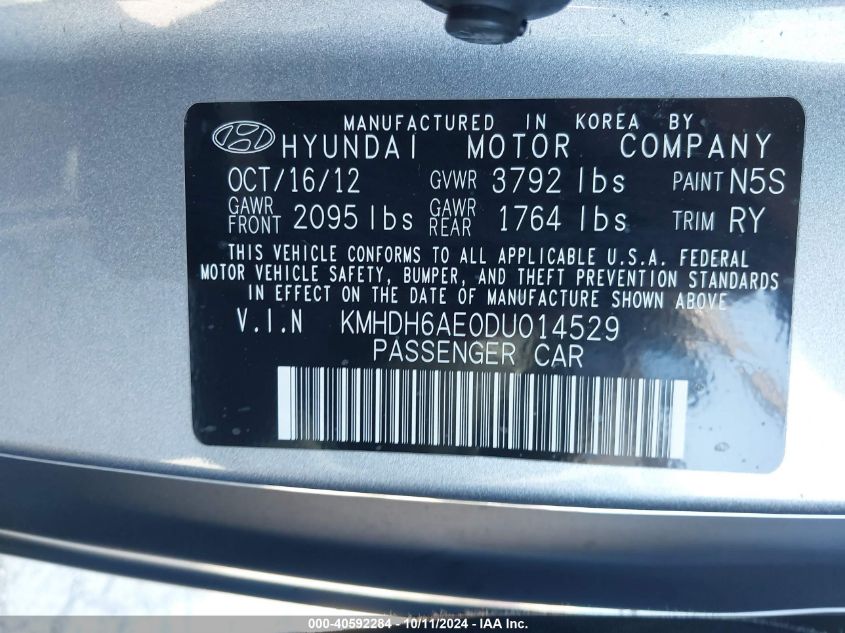 MANUFACTURED IN KOREA BY
HYUNDAI MOTOR COMPANY
OCT/16/12 GVWR 3792 lbs PAINT N5S
GAWR FRONT 2095 lbs GAWR REAR 1764 lbs TRIM RY
THIS VEHICLE CONFORMS TO ALL APPLICABLE U.S.A. FEDERAL
MOTOR VEHICLE SAFETY, BUMPER, AND THEFT PREVENTION STANDARDS
IN EFFECT ON THE DATE OF MANUFACTURE SHOWN ABOVE
V.I.N KMHDH6AE0DU014529
PASSENGER CAR
000-40592284 - 10/11/2024 - IAA Inc.